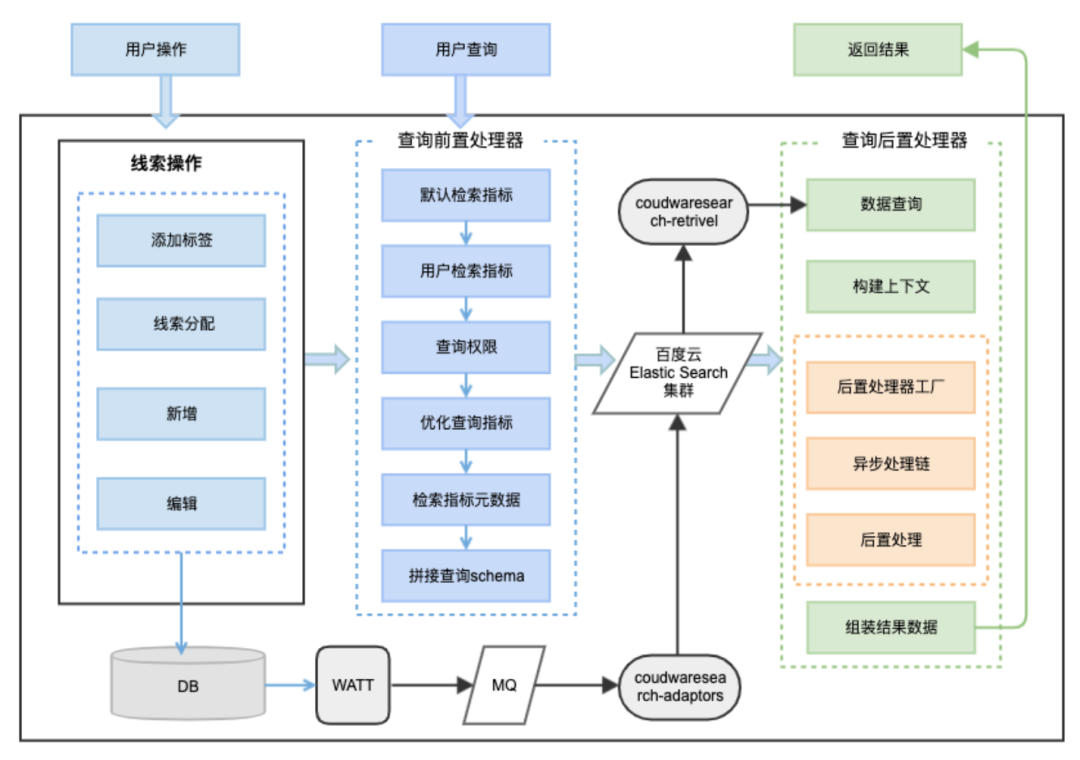 用户操作
用户查询
返回结果
线索操作
添加标签
线索分配
新增
编辑
查询前置处理器
默认检索指标
用户检索指标
查询权限
优化查询指标
检索指标元数据
拼接查询schema
coudwaresear
ch-retrivel
百度云
Elastic Search
集群
查询后置处理器
数据查询
构建上下文
后置处理器工厂
异步处理链
后置处理
组装结果数据
DB
WATT
MQ
coudwaresea
rch-adaptors